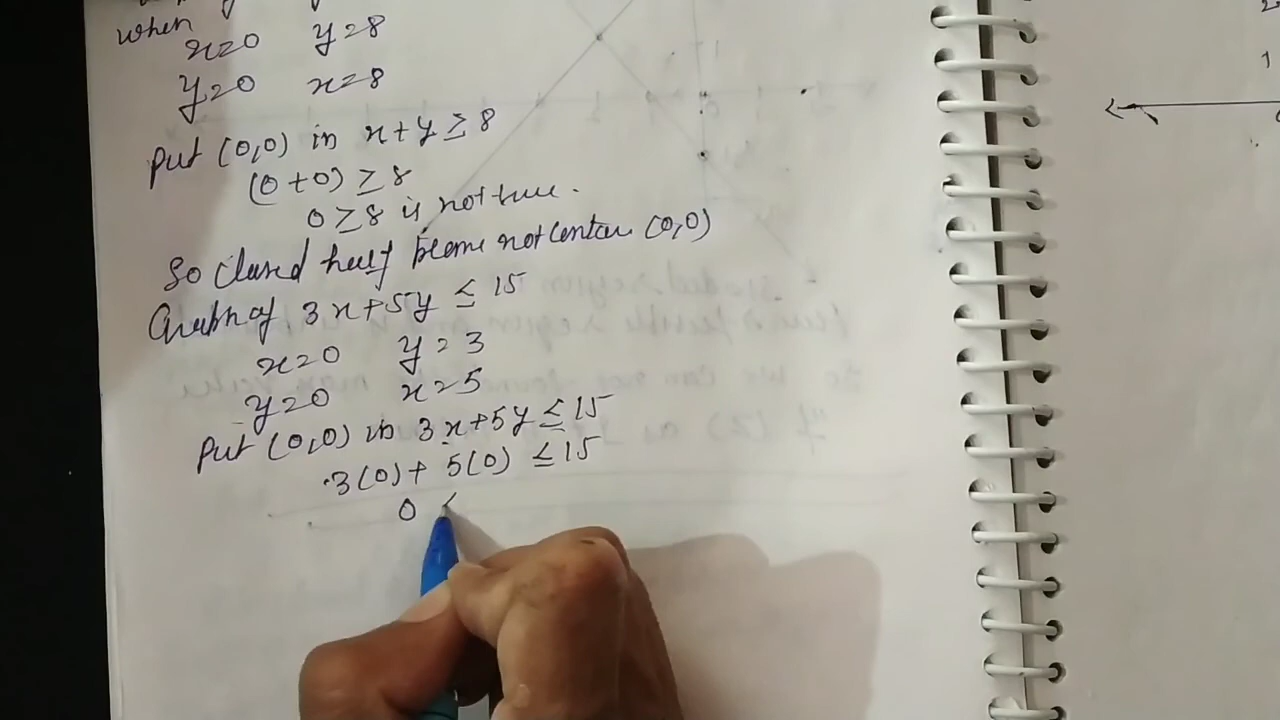 when
x=0 y=8
y=0 x=8
Put (0,0) in x+y ≥ 8
(0+0) ≥ 8
0 ≥ 8 is not true.
So Closed half plane not contain (0,0)
Graph of 3x+5y ≤ 15
x=0 y=3
y=0 x=5
Put (0,0) in 3x+5y ≤ 15
3(0)+ 5(0) ≤ 15
0 <
1